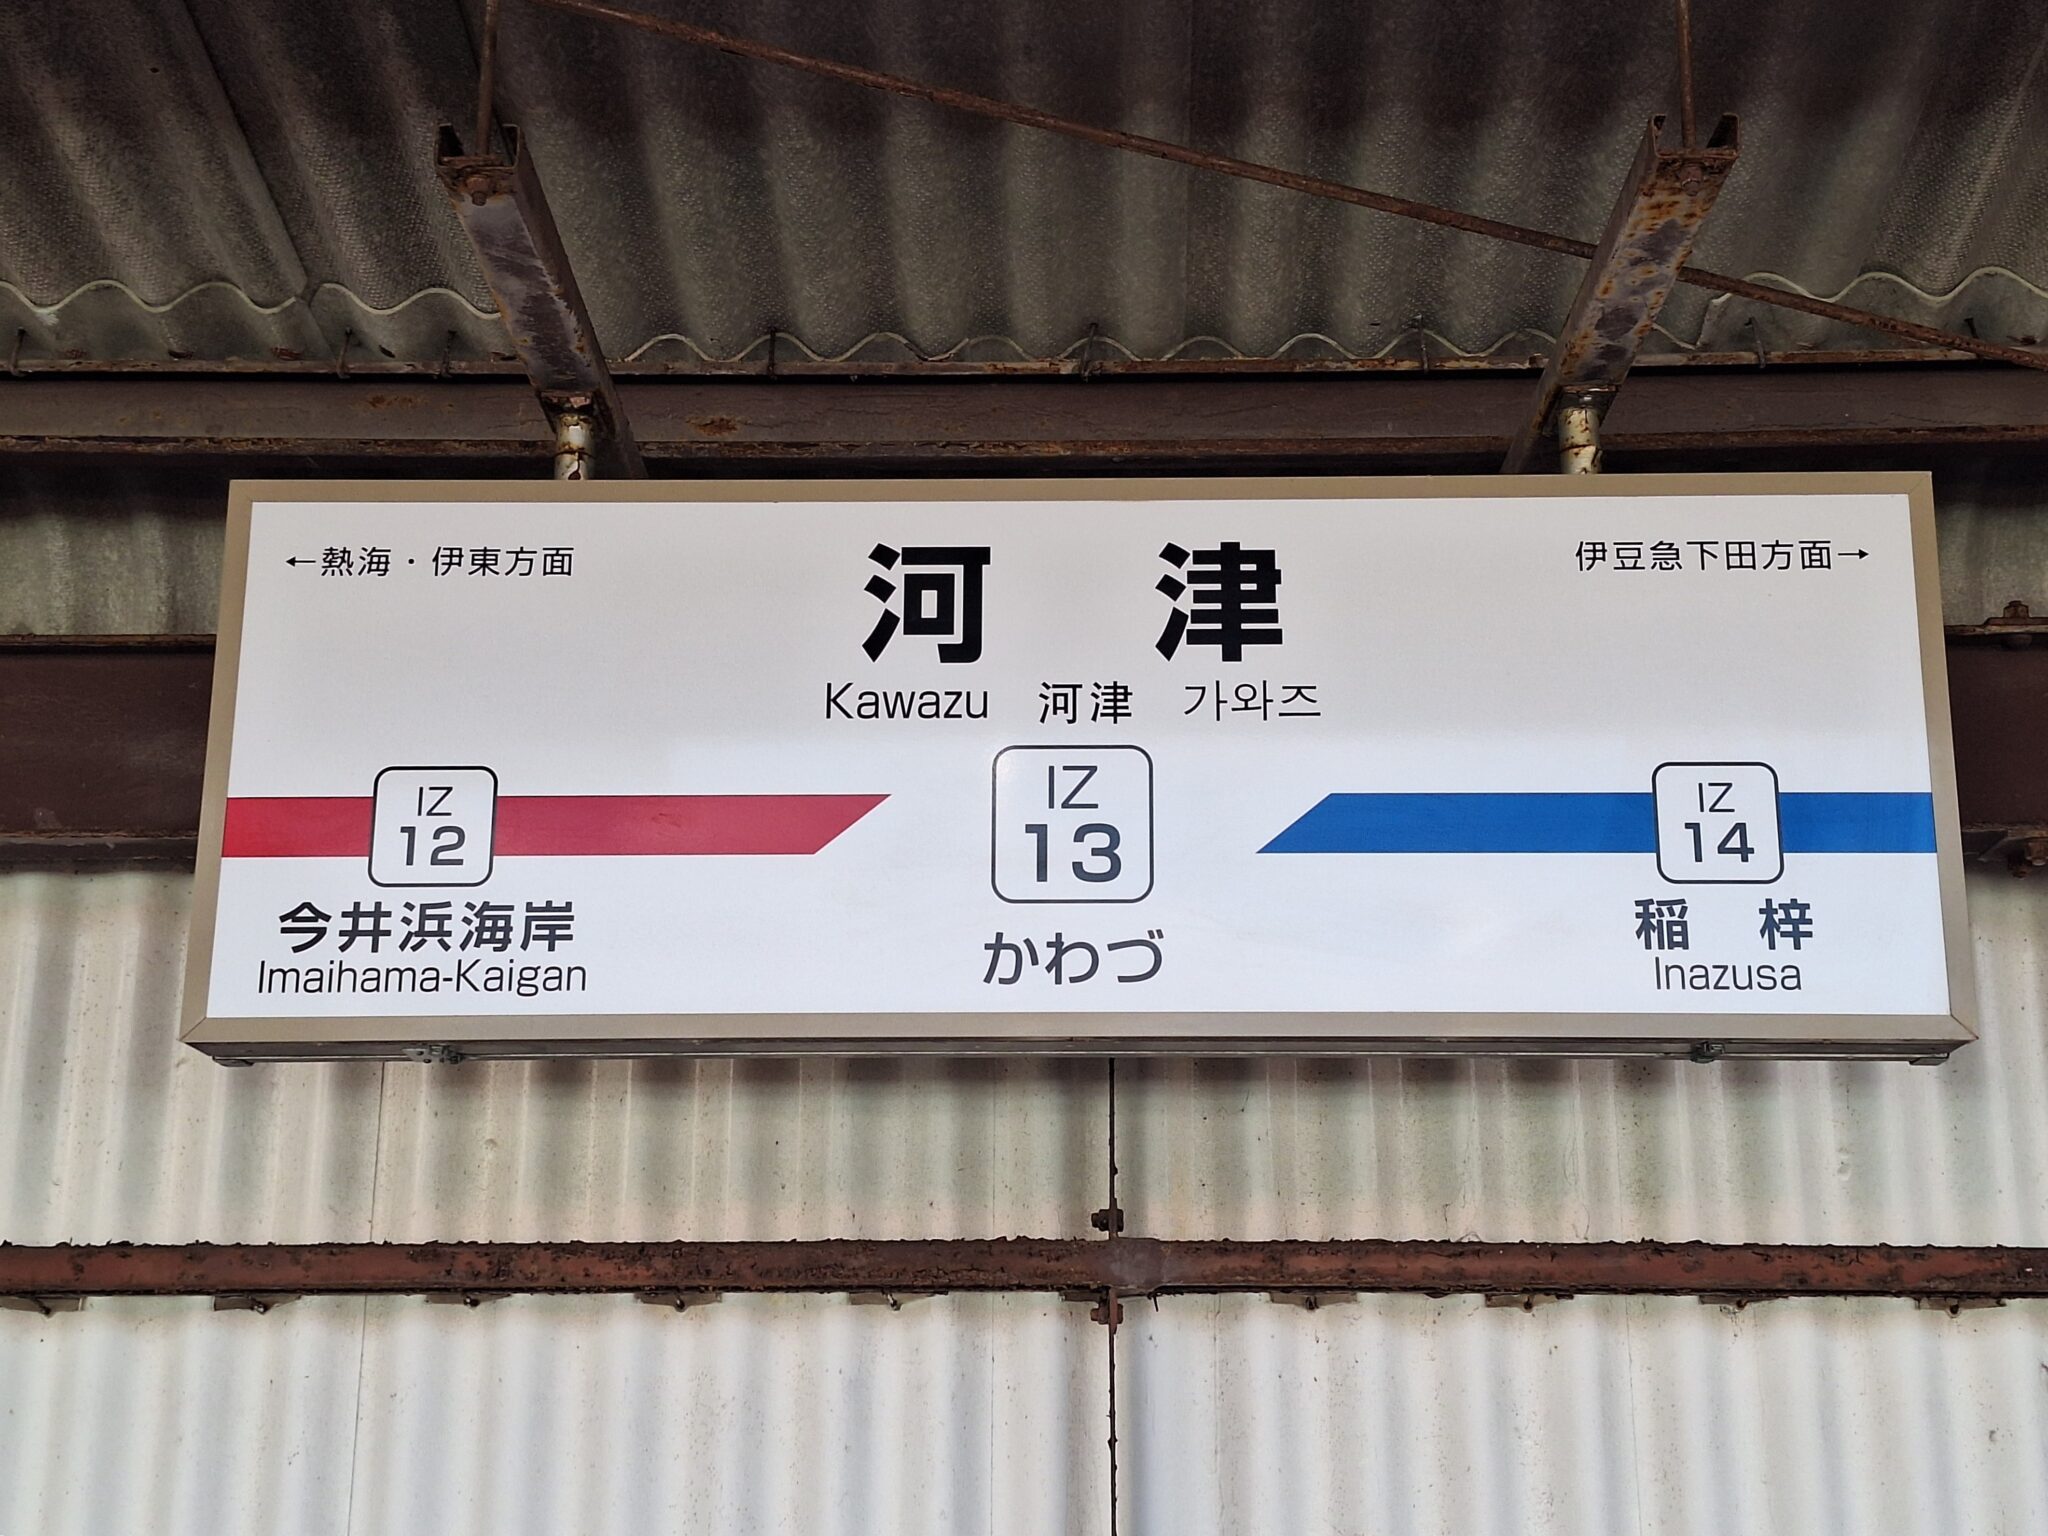 ←熱海・伊東方面
河津
伊豆急下田方面→
Kawazu 河津 가와즈
IZ
12
IZ
13
IZ
14
今井浜海岸
Imaihama-Kaigan
かわづ
稲梓
Inazusa